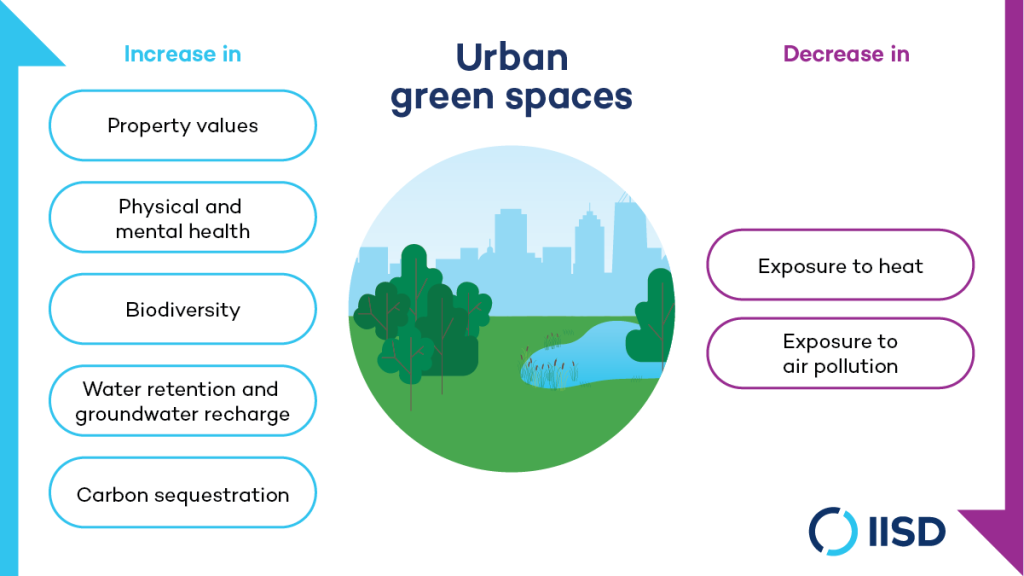 Urban
green spaces
Increase in
Property values
Physical and
mental health
Biodiversity
Water retention and
groundwater recharge
Carbon sequestration
Decrease in
Exposure to heat
Exposure to
air pollution
IISD